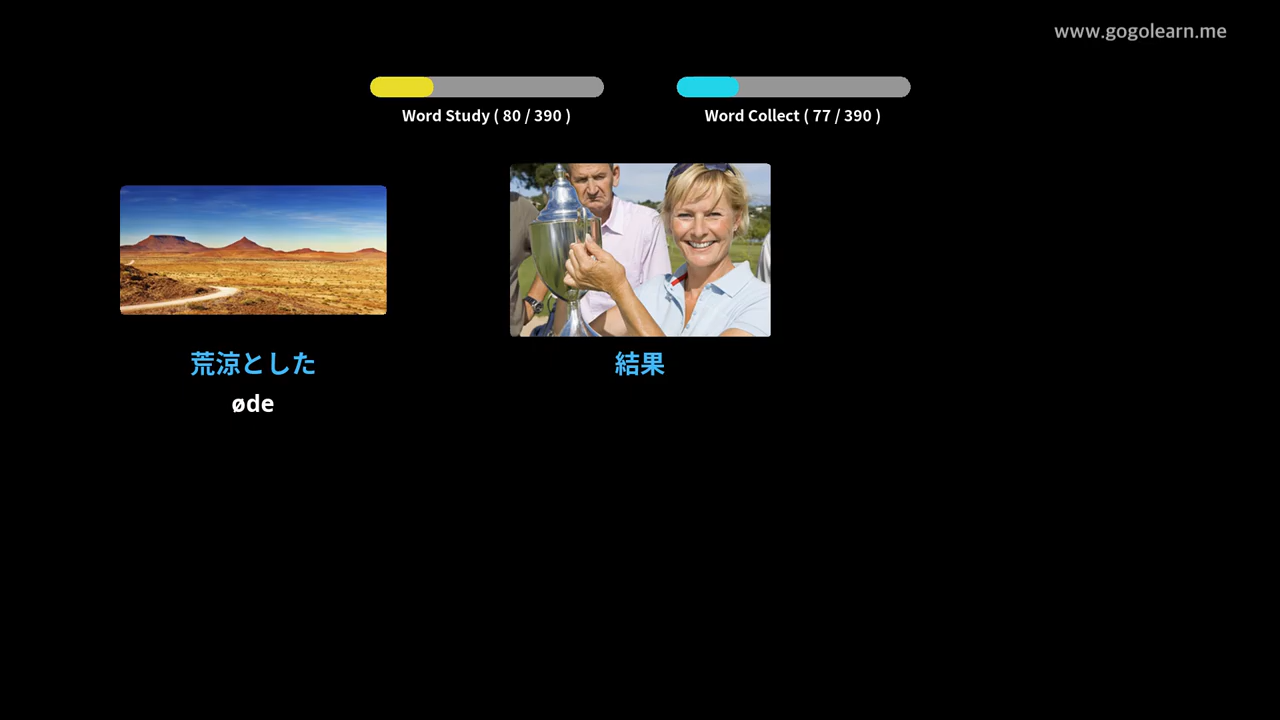 www.gogolearn.me
Word Study ( 80 / 390 )
Word Collect ( 77 / 390 )
荒涼とした
øde
結果